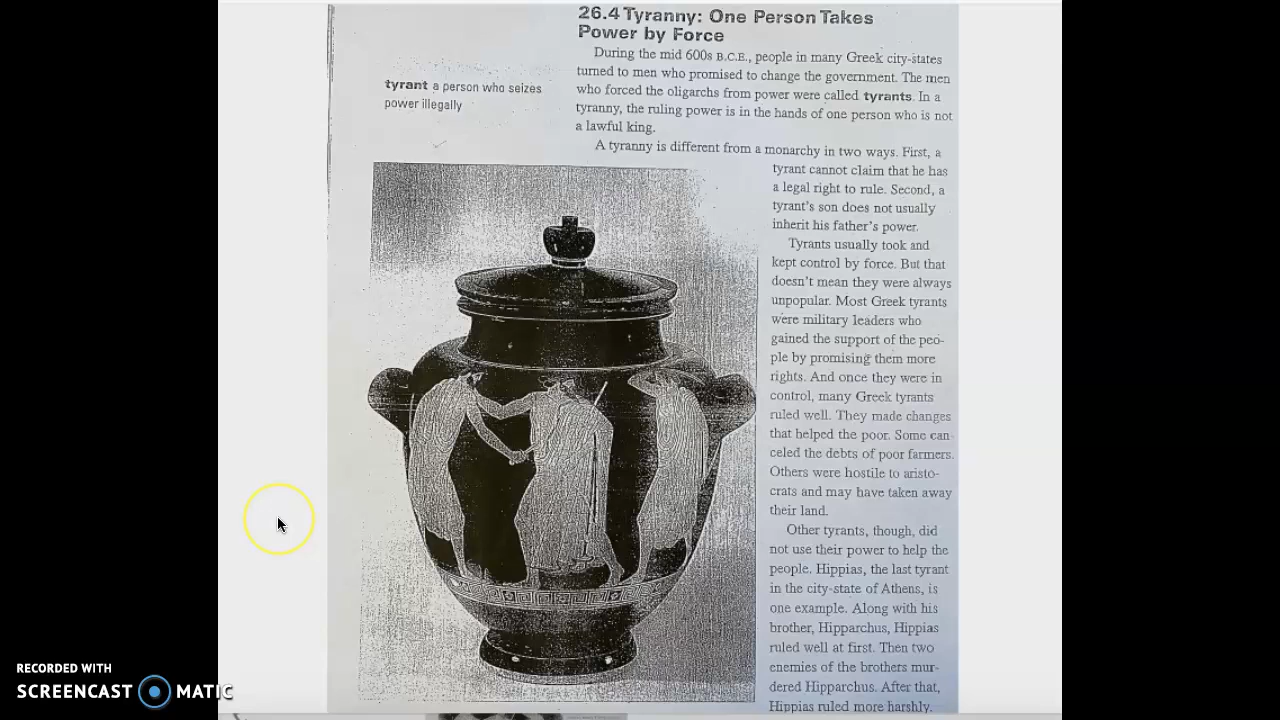 26.4 Tyranny: One Person Takes
Power by Force
During the mid 600s B.C.E., people in many Greek city-states
turned to men who promised to change the government. The men
who forced the oligarchs from power were called tyrants. In a
tyranny, the ruling power is in the hands of one person who is not
a lawful king.
tyrant a person who seizes
power illegally
A tyranny is different from a monarchy in two ways. First, a
tyrant cannot claim that he has
a legal right to rule. Second, a
tyrant's son does not usually
inherit his father's power.
Tyrants usually took and
kept control by force. But that
doesn't mean they were always
unpopular. Most Greek tyrants
were military leaders who
gained the support of the peo-
ple by promising them more
rights. And once they were in
control, many Greek tyrants
ruled well. They made changes
that helped the poor. Some can-
celed the debts of poor farmers.
Others were hostile to aristo-
crats and may have taken away
their land.
Other tyrants, though, did
not use their power to help the
people. Hippias, the last tyrant
in the city-state of Athens, is
one example. Along with his
brother, Hipparchus, Hippias
ruled well at first. Then two
enemies of the brothers mur-
dered Hipparchus. After that,
Hippias ruled more harshly.
RECORDED WITH
SCREENCAST MATIC